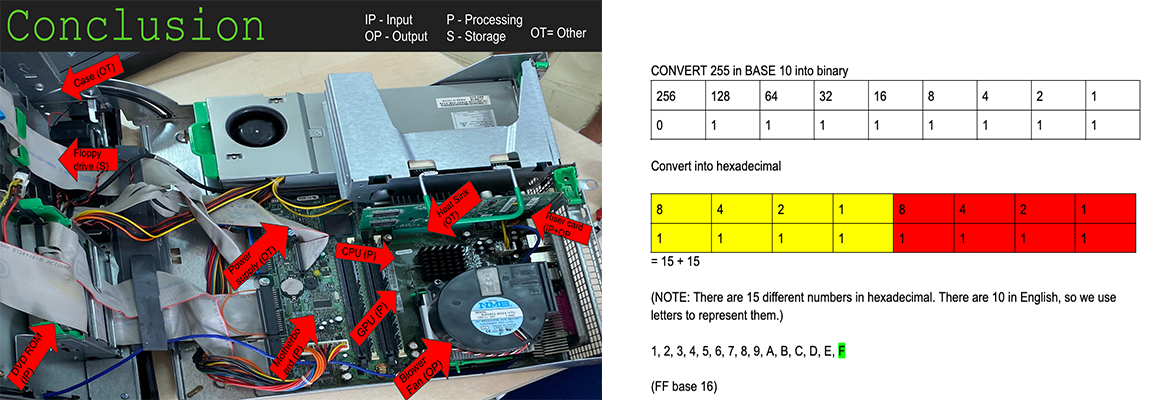 Conclusion
IP - Input
P - Processing
OP - Output
S - Storage
OT= Other
Case (OT)
Floppy
drive (S)
Heat Sink
(OT)
Riser card
(IP+OP
CPU (P)
Power
supply (OT)
GPU (P)
Motherbo
ard (P)
DVD ROM
(IP)
Blower
Fan (OP)
NMB
CONVERT 255 in BASE 10 into binary
256 128 64 32 16 8 4 2 1
0 1 1 1 1 1 1 1 1
Convert into hexadecimal
8 4 2 1 8 4 2 1
1 1 1 1 1 1 1 1
= 15 + 15
(NOTE: There are 15 different numbers in hexadecimal. There are 10 in English, so we use
letters to represent them.)
1, 2, 3, 4, 5, 6, 7, 8, 9, A, B, C, D, E, F
(FF base 16)